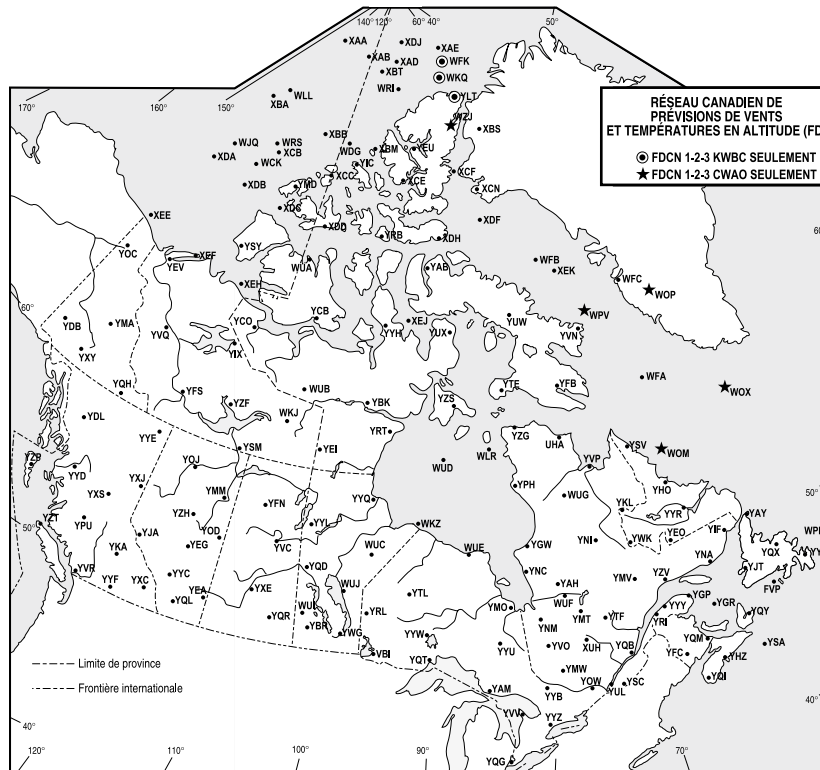 140° 120° 60 40° 50°
XAA XDJ XAE
XAB XAD WFK
XBT WKQ
170° 160° 150° WLL WRI YLT
XBA
WZJ
RÉSEAU CANADIEN DE
PRÉVISIONS DE VENTS
ET TEMPÉRATURES EN ALTITUDE (FD
FDCN 1-2-3 KWBC SEULEMENT
FDCN 1-2-3 CWAO SEULEMENT
XBB XBS
WJQ WRS WDG XBM YEU
XDA XCB
WCK YIC
XCC XCF
XDB YMD XCE XCN
XDC
XEE XDD XDF
YRB XDH
YOC YSY
XEF
YEV WUA YAB WFB XEK
WFC WOP
XEH
60° YCB WPV
YDB YMA YVQ YCO YYH XEJ YUX YUW YVN
YXY YIX
WFA WOX
YQH YFS YZF WUB YBK YZS YTE YFB
YDL WKJ
YYE YSM YEI YRT YZG UHA YSV WOM
YZP YYD YOJ WUD WLR YVP
YXJ
YXS YMM YFN YYQ YPH WUG YHO 50°
YZT YPU YZH YYL WKZ YKL YYR YAY
50° YJA YOD YIF
YKA YEG YVC WUC WUE YGW YNI YWK YEO YQX
YVR YQD YNC YNA YJT
YYF YXC YYC YEA YXE WUJ YTL YAH YMV YZV FVP
YQL WUF YGP
YQR WUL YRL YMO YMT YTF YYY YGR YQY
YBR YNM YRI
YWG YYW YYU YVO XUH YQB YQM YSA
VBI YQT YFC YHZ
YMW
YAM YYB YOW YUL YSC YQI
Limite de province
Frontière internationale
40° YVV YYZ 40°
YQG
120° 110° 100° 90° 70°